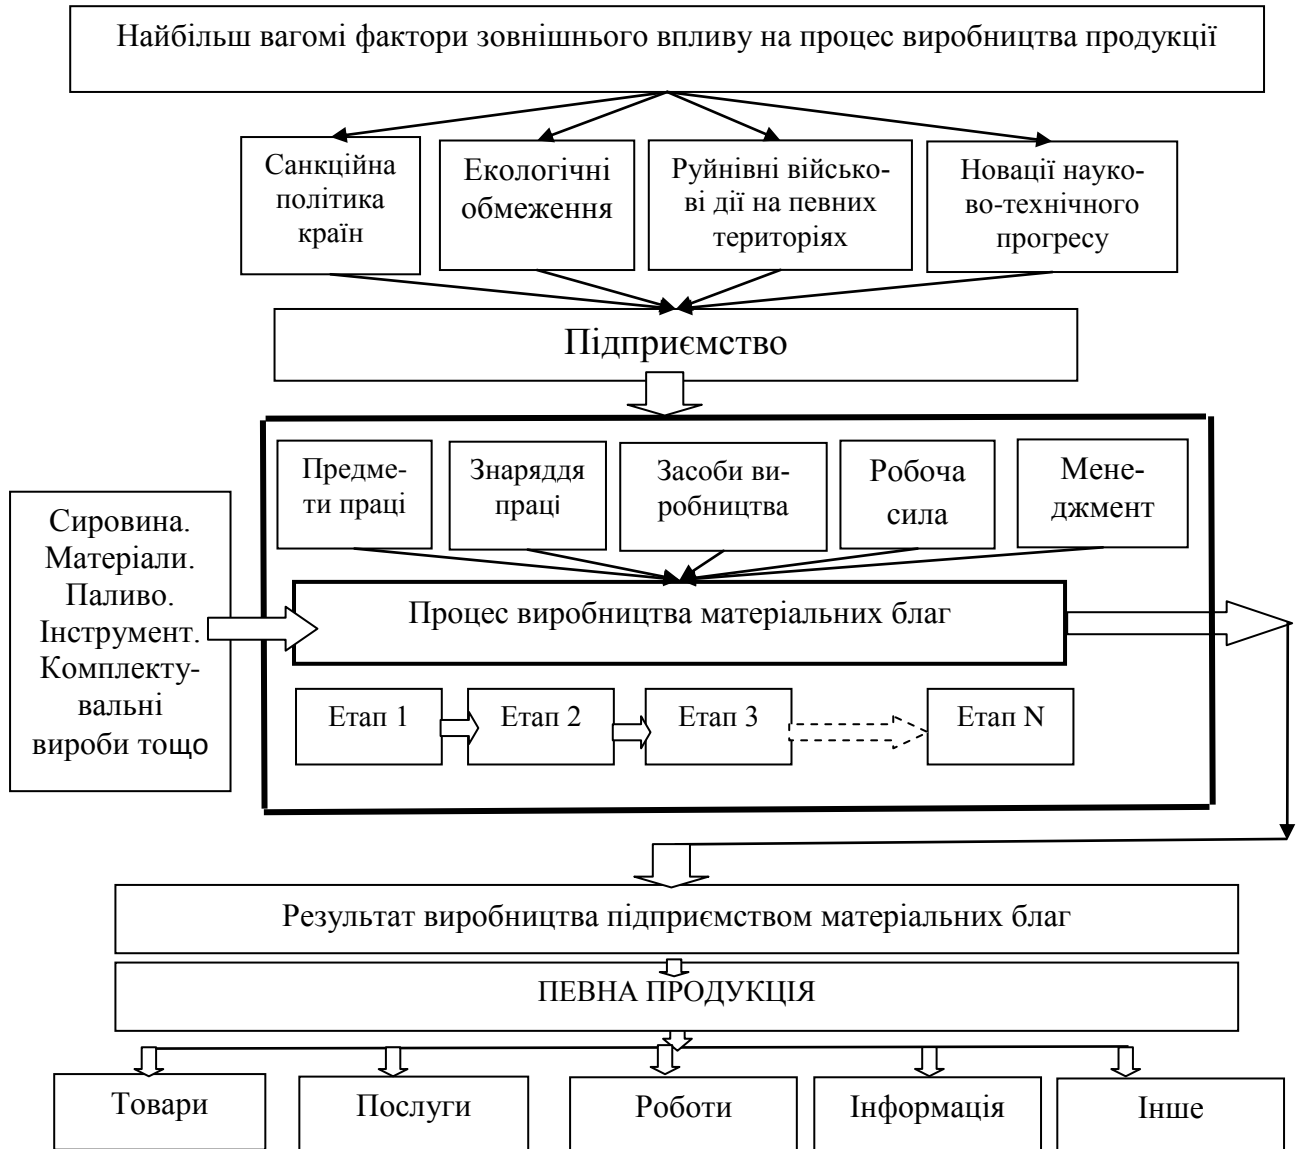 Найбільш вагомі фактори зовнішнього впливу на процес виробництва продукції
Санкційна
політика
країн
Екологічні
обмеження
Руйнівні військо-
ві дії на певних
територіях
Новації науко-
во-технічного
прогресу
Підприємство
Предме-
ти праці
Знаряддя
праці
Засоби ви-
робництва
Робоча
сила
Мене-
джмент
Сировина.
Матеріали.
Паливо.
Інструмент.
Комплекту-
вальні
вироби тощо
Процес виробництва матеріальних благ
Етап 1
Етап 2
Етап 3
Етап N
Результат виробництва підприємством матеріальних благ
ПЕВНА ПРОДУКЦІЯ
Товари
Послуги
Роботи
Інформація
Інше